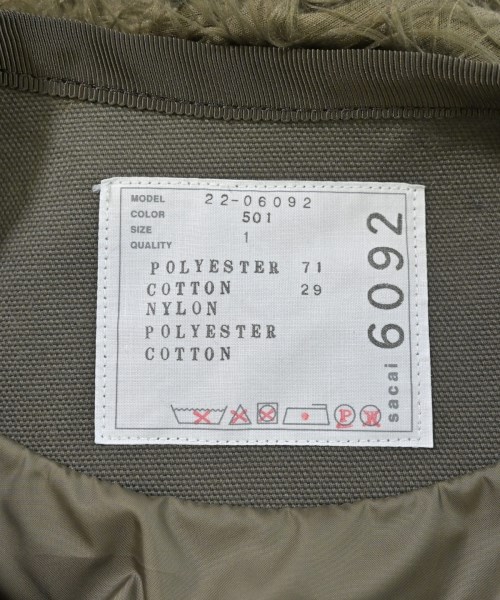 MODEL 22-06092
COLOR 501
SIZE 1
QUALITY
POLYESTER 71
COTTON 29
NYLON
POLYESTER
COTTON
P W
sacai 6092